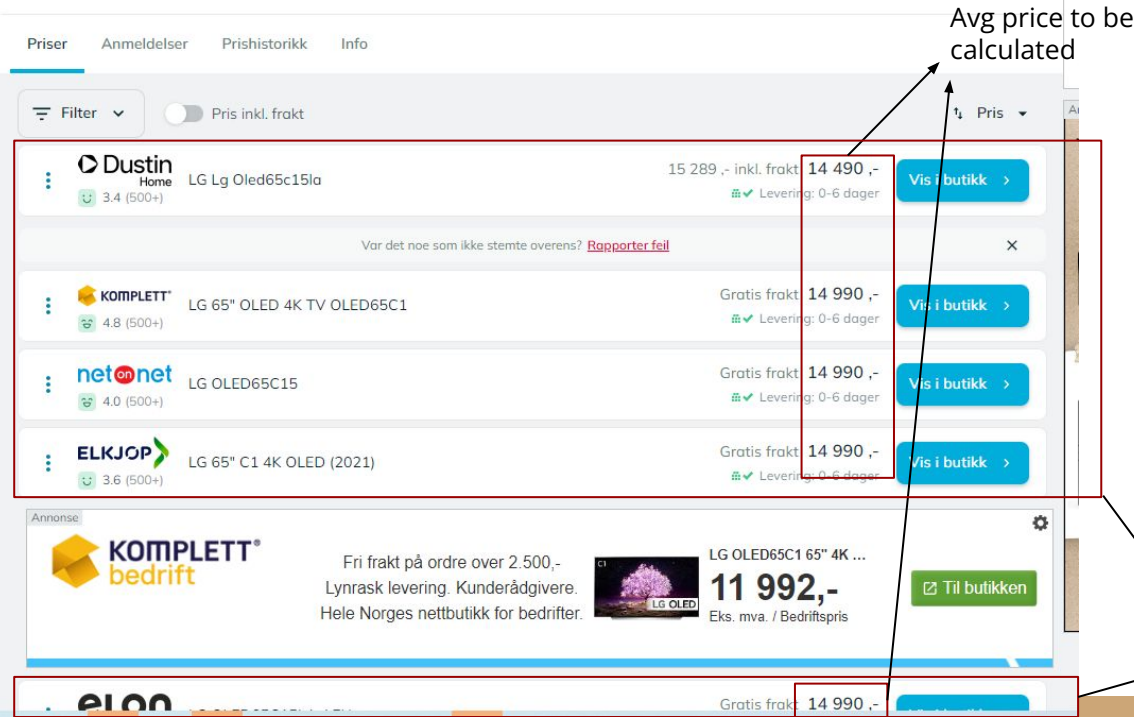 Avg price to be
calculated
Priser Anmeldelser Prishistorikk Info
Filter Pris inkl. frakt Pris
Dustin
Home
3.4 (500+)
LG Lg Oled65c15la
15 289 ,- inkl. frakt 14 490 ,-
Levering: 0-6 dager
Vis i butikk
Var det noe som ikke stemte overens? Rapporter feil
KOMPLETT
4.8 (500+)
LG 65" OLED 4K TV OLED65C1
Gratis frakt 14 990 ,-
Levering: 0-6 dager
Vis i butikk
net on net
4.0 (500+)
LG OLED65C15
Gratis frakt 14 990 ,-
Levering: 0-6 dager
Vis i butikk
ELKJOP
3.6 (500+)
LG 65" C1 4K OLED (2021)
Gratis frakt 14 990 ,-
Levering: 0-6 dager
Vis i butikk
Annonse
KOMPLETT®
bedrift
Fri frakt på ordre over 2.500,-
Lynrask levering. Kunderådgivere.
Hele Norges nettbutikk for bedrifter.
C1
LG OLED
LG OLED65C1 65" 4K ...
11 992,-
Eks. mva. / Bedriftspris
Til butikken
elon
Gratis frakt 14 990 ,-